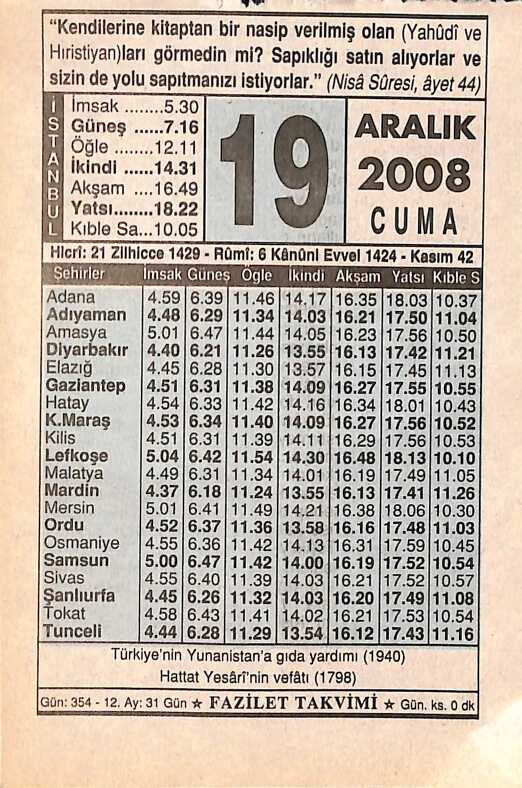 “Kendilerine kitaptan bir nasip verilmiş olan (Yahûdî ve
Hıristiyan)ları görmedin mi? Sapıklığı satın alıyorlar ve
sizin de yolu sapıtmanızı istiyorlar.” (Nisâ Sûresi, âyet 44)
İSTANBUL
İmsak ........5.30
Güneş ......7.16
Öğle ........12.11
İkindi ......14.31
Akşam ....16.49
Yatsı........18.22
Kıble Sa...10.05
19
ARALIK
2008
CUMA
Hicrî: 21 Zilhicce 1429 - Rûmî: 6 Kânûni Evvel 1424 - Kasım 42
Şehirler İmsak Güneş Öğle İkindi Akşam Yatsı Kıble S
Adana 4.59 6.39 11.46 14.17 16.35 18.03 10.37
Adıyaman 4.48 6.29 11.34 14.03 16.21 17.50 11.04
Amasya 5.01 6.47 11.44 14.05 16.23 17.56 10.50
Diyarbakır 4.40 6.21 11.26 13.55 16.13 17.42 11.21
Elazığ 4.45 6.28 11.30 13.57 16.15 17.45 11.13
Gaziantep 4.51 6.31 11.38 14.09 16.27 17.55 10.55
Hatay 4.54 6.33 11.42 14.16 16.34 18.01 10.43
K.Maraş 4.53 6.34 11.40 14.09 16.27 17.56 10.52
Kilis 4.51 6.31 11.39 14.11 16.29 17.56 10.53
Lefkoşe 5.04 6.42 11.54 14.30 16.48 18.13 10.10
Malatya 4.49 6.31 11.34 14.01 16.19 17.49 11.05
Mardin 4.37 6.18 11.24 13.55 16.13 17.41 11.26
Mersin 5.01 6.41 11.49 14.21 16.38 18.06 10.30
Ordu 4.52 6.37 11.36 13.58 16.16 17.48 11.03
Osmaniye 4.55 6.36 11.42 14.13 16.31 17.59 10.45
Samsun 5.00 6.47 11.42 14.00 16.19 17.52 10.54
Sivas 4.55 6.40 11.39 14.03 16.21 17.52 10.57
Şanlıurfa 4.45 6.26 11.32 14.03 16.20 17.49 11.08
Tokat 4.58 6.43 11.41 14.02 16.21 17.53 10.54
Tunceli 4.44 6.28 11.29 13.54 16.12 17.43 11.16
Türkiye'nin Yunanistan'a gıda yardımı (1940)
Hattat Yesârî'nin vefâtı (1798)
Gün: 354 - 12. Ay: 31 Gün ★ FAZİLET TAKVİMİ ★ Gün. ks. 0 dk